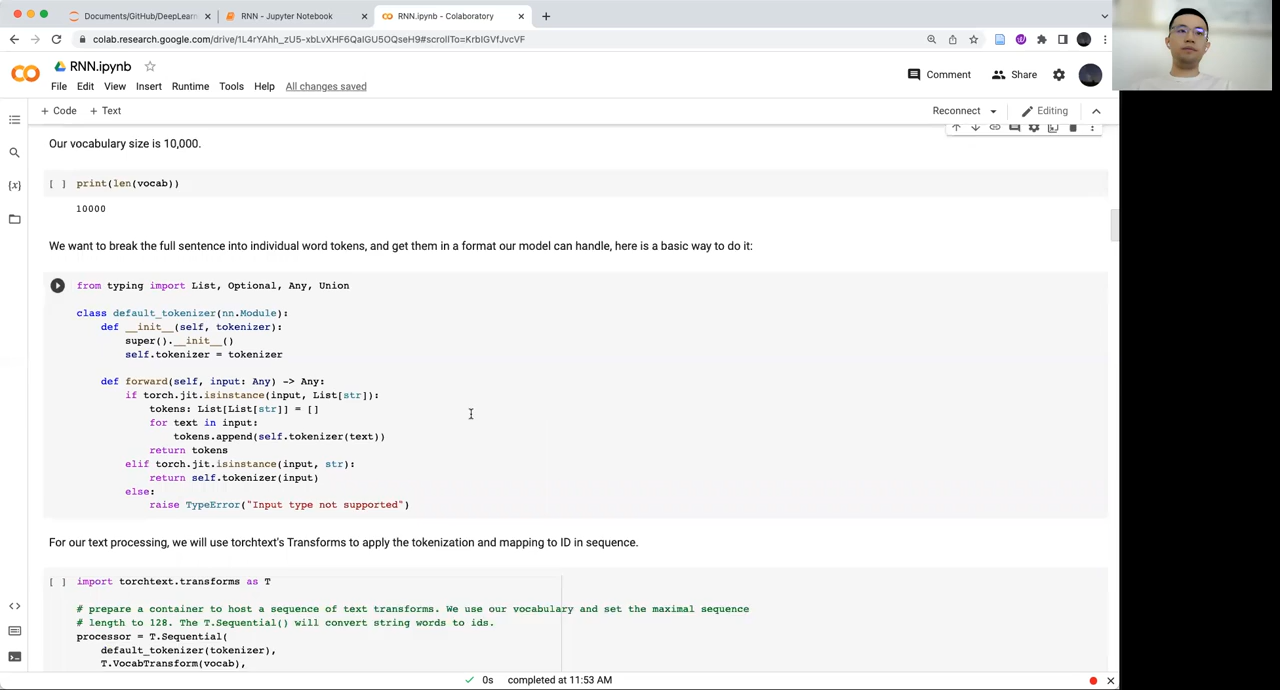 Documents/GitHub/DeepLearn
RNN - Jupyter Notebook
RNN.ipynb - Colaboratory
colab.research.google.com/drive/1L4rYAhh_zU5-xbLvXHF6QaIGU5OQseH9#scrollTo=KrbIGVfJvcVF
RNN.ipynb
File Edit View Insert Runtime Tools Help All changes saved
Comment Share
+ Code + Text
Reconnect Editing
Our vocabulary size is 10,000.
[ ] print(len(vocab))
10000
We want to break the full sentence into individual word tokens, and get them in a format our model can handle, here is a basic way to do it:
from typing import List, Optional, Any, Union
class default_tokenizer(nn.Module):
def __init__(self, tokenizer):
super().__init__()
self.tokenizer = tokenizer
def forward(self, input: Any) -> Any:
if torch.jit.isinstance(input, List[str]):
tokens: List[List[str]] = []
for text in input:
tokens.append(self.tokenizer(text))
return tokens
elif torch.jit.isinstance(input, str):
return self.tokenizer(input)
else:
raise TypeError("Input type not supported")
For our text processing, we will use torchtext's Transforms to apply the tokenization and mapping to ID in sequence.
[ ] import torchtext.transforms as T
# prepare a container to host a sequence of text transforms. We use our vocabulary and set the maximal sequence
# length to 128. The T.Sequential() will convert string words to ids.
processor = T.Sequential(
default_tokenizer(tokenizer),
T.VocabTransform(vocab),
0s completed at 11:53 AM